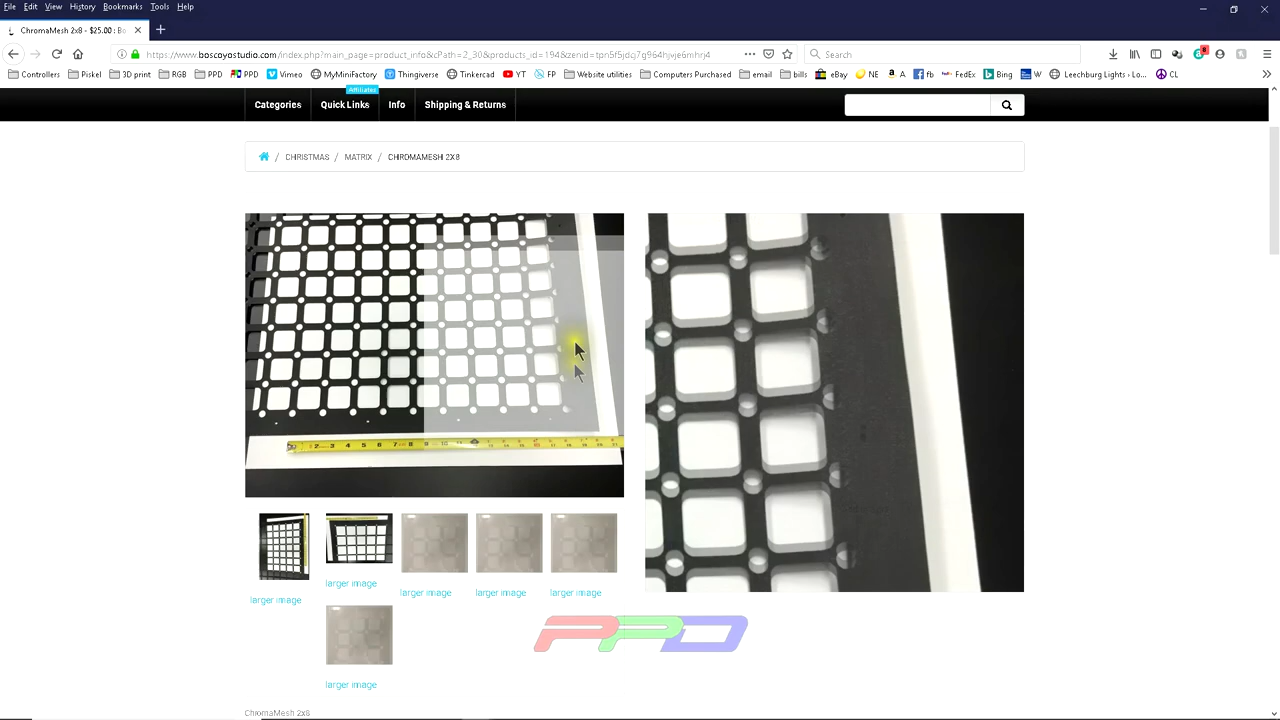 File Edit View History Bookmarks Tools Help
ChromaMesh 2x8 - $25.00 : Bo
https://www.boscoyostudio.com/index.php?main_page=product_info&cPath=2_30&products_id=194&zenid=tpn5f5jdcj7g964hjvje6mhrj4
Search
Controllers Piskel 3D print RGB PPD PPD Vimeo MyMiniFactory Thingiverse Tinkercad YT FP Website utilities Computers Purchased email bills eBay NE A fb FedEx Bing W Leechburg Lights - Lo... CL
Affiliates
Categories Quick Links Info Shipping & Returns
/ CHRISTMAS / MATRIX / CHROMAMESH 2X8
larger image
larger image
larger image
larger image
larger image
larger image
PPD
ChromaMesh 2x8